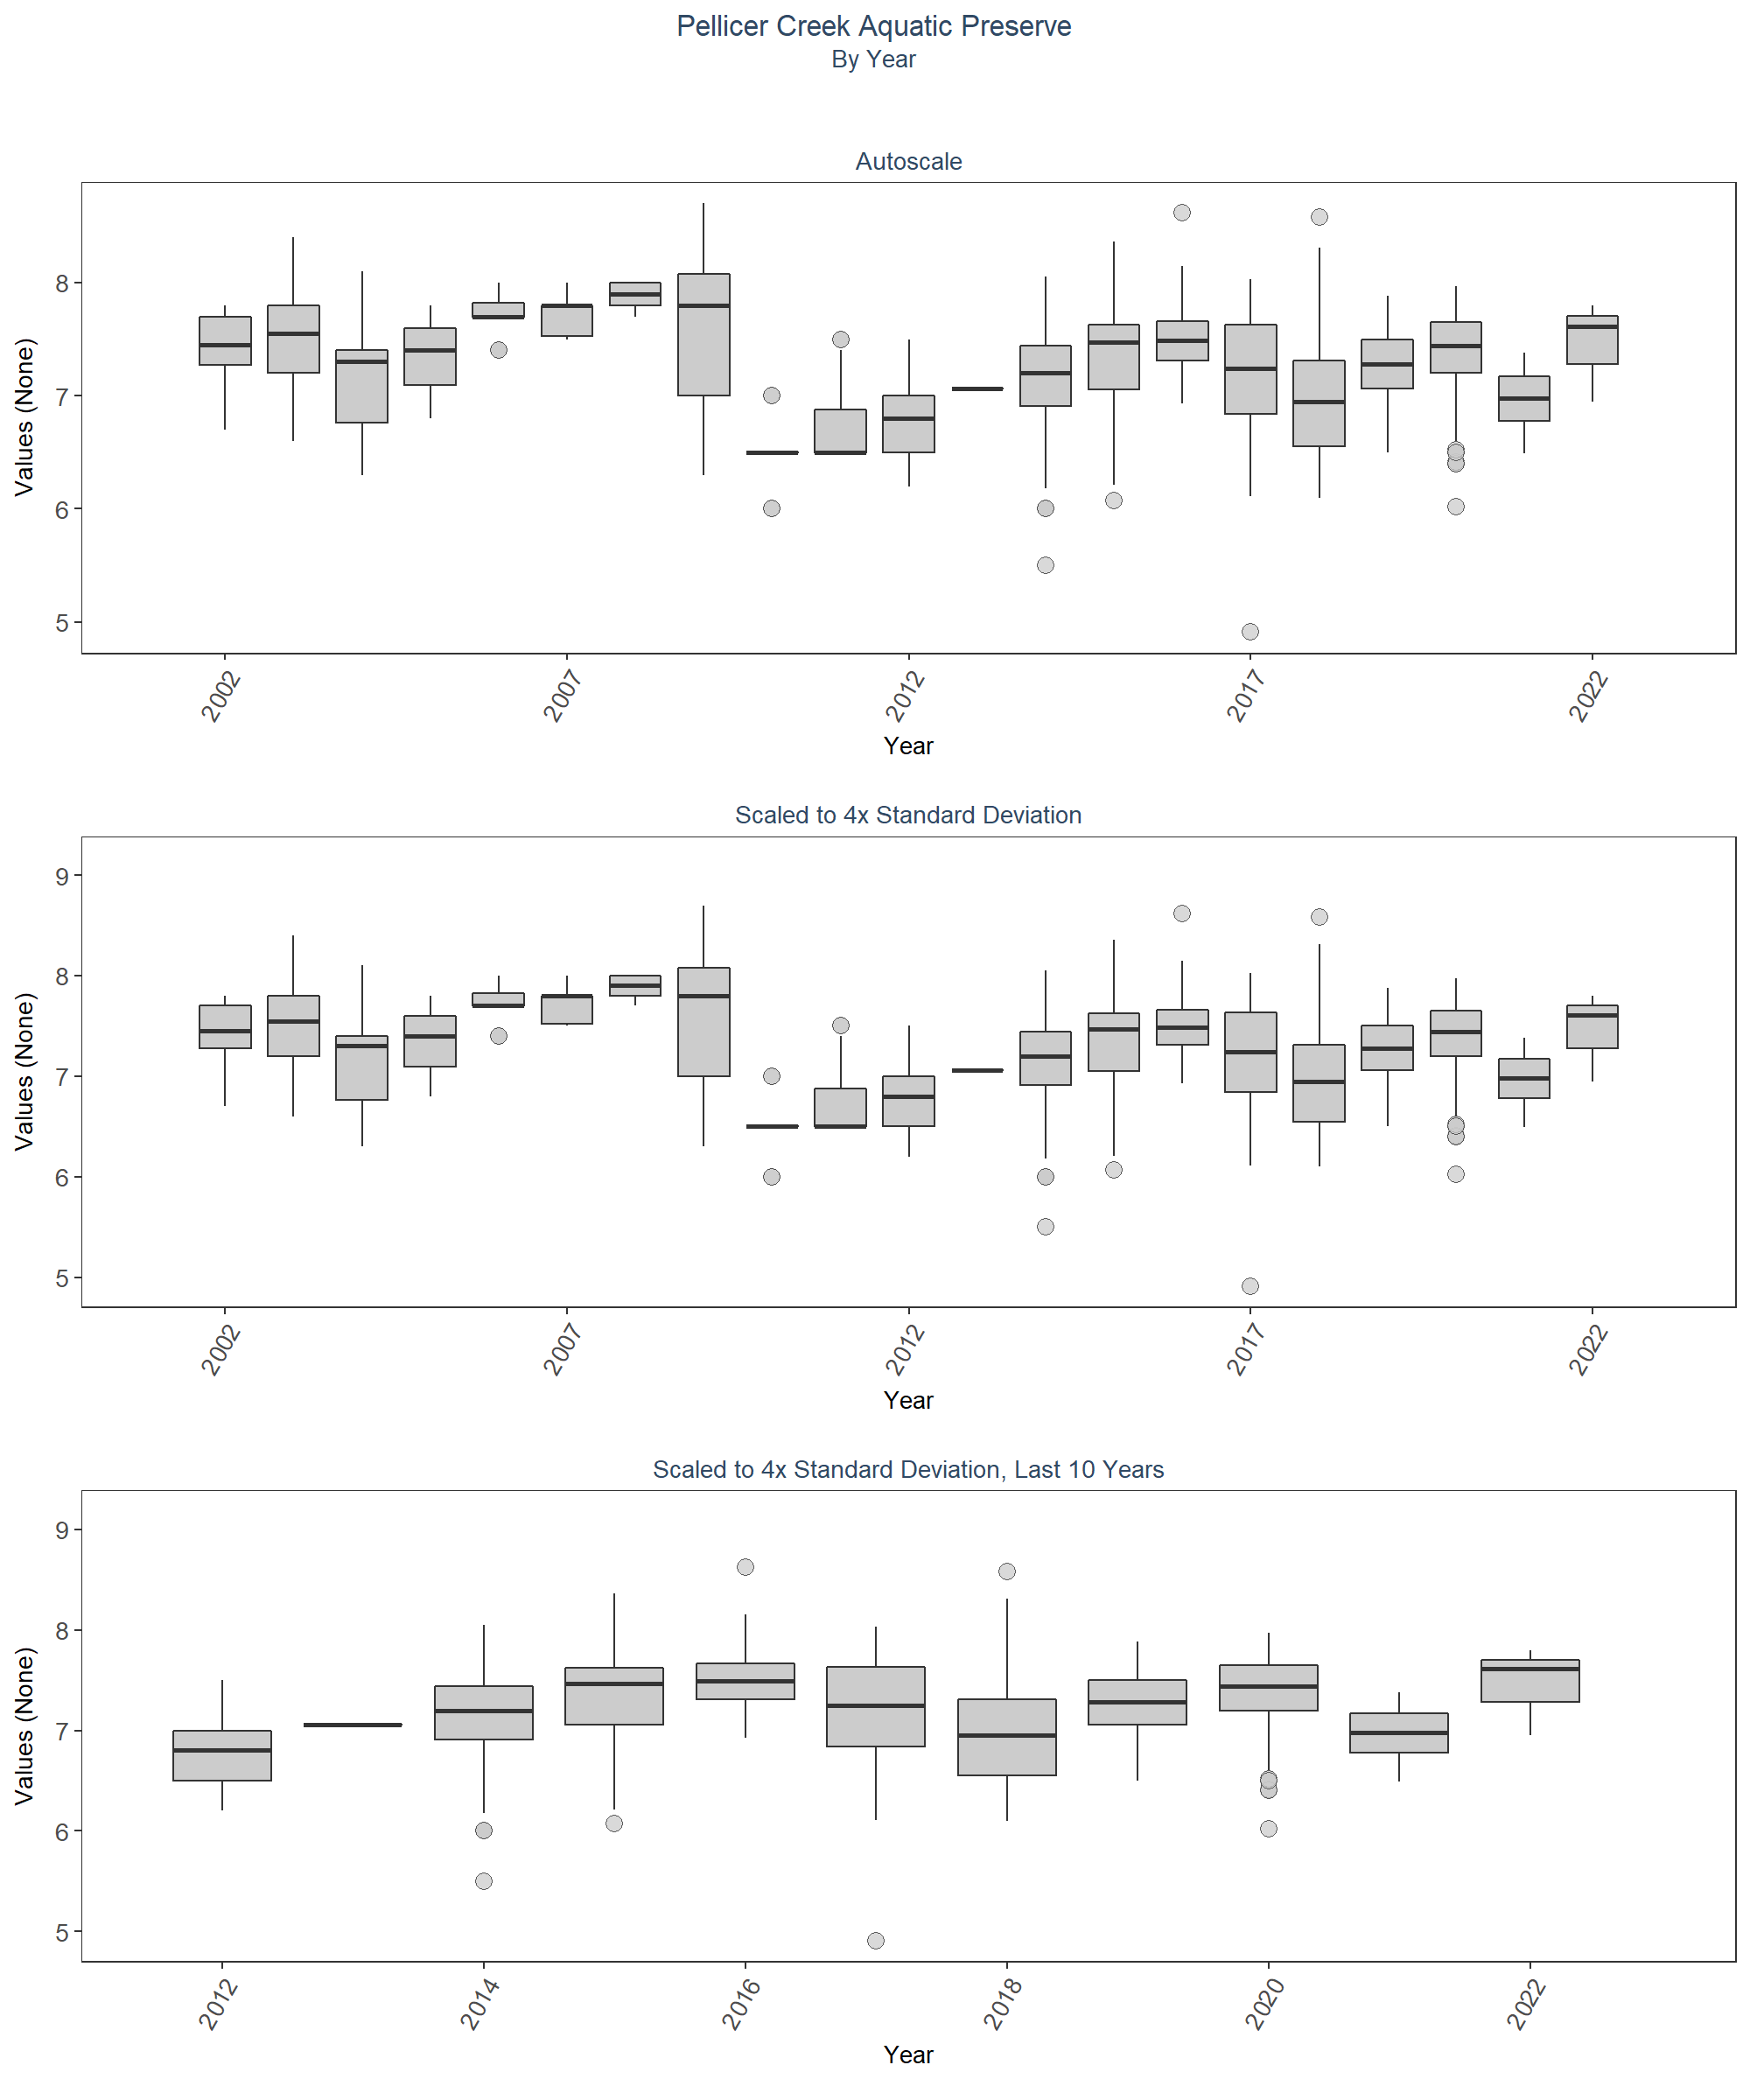 Pellicer Creek Aquatic Preserve
By Year
Autoscale
Values (None)
8
7
6
5
2002
2007
2012
2017
2022
Year
Scaled to 4x Standard Deviation
Values (None)
9
8
7
6
5
2002
2007
2012
2017
2022
Year
Scaled to 4x Standard Deviation, Last 10 Years
Values (None)
9
8
7
6
5
2012
2014
2016
2018
2020
2022
Year